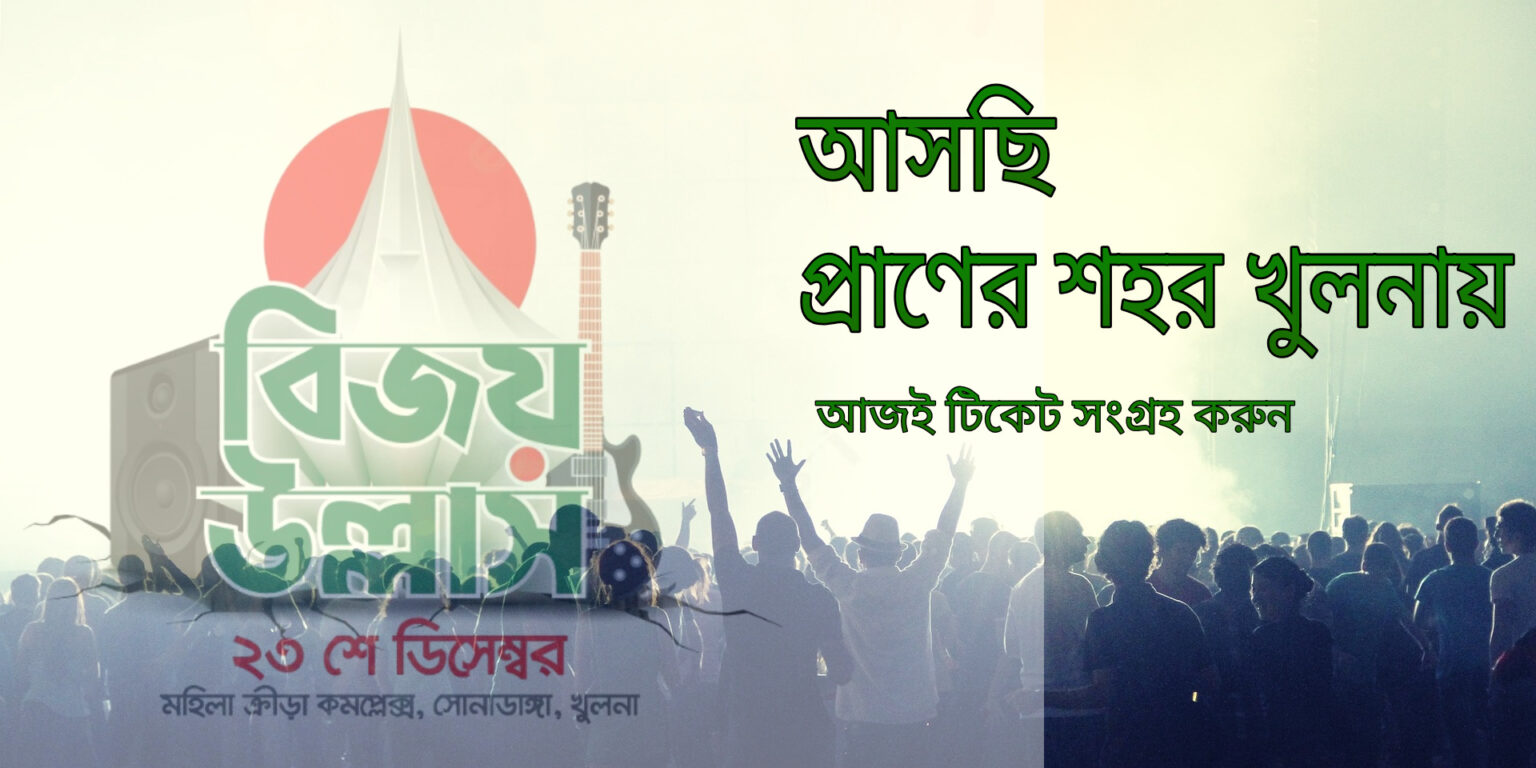 আসছি
প্রাণের শহর খুলনায়
আজই টিকেট সংগ্রহ করুন
বিজয়
উল্লাস
২৩ শে ডিসেম্বর
মহিলা ক্রীড়া কমপ্লেক্স, সোনাডাঙ্গা, খুলনা